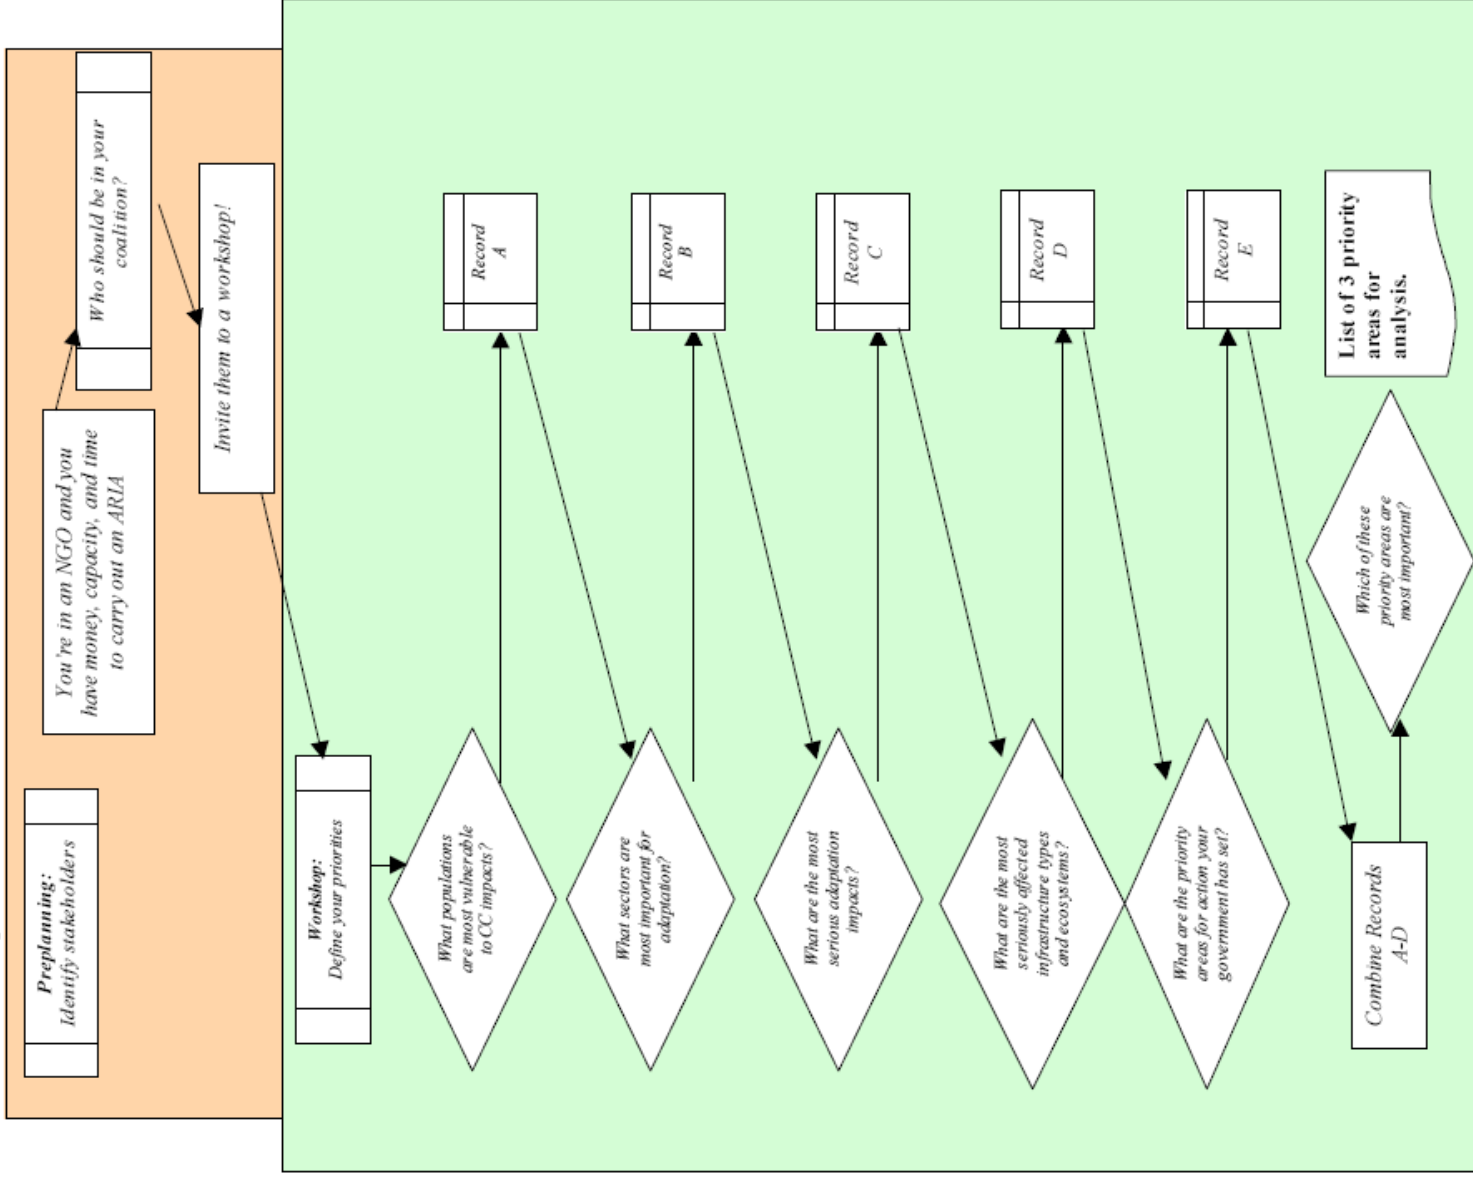 Preplanning:
Identify stakeholders
You're in an NGO and you
have money, capacity, and time
to carry out an ARIA
Who should be in your
coalition?
Invite them to a workshop!
Workshop:
Define your priorities
What populations
are most vulnerable
to CC impacts?
Record
A
What sectors are
most important for
adaptation?
Record
B
What are the most
serious adaptation
impacts?
Record
C
What are the most
seriously affected
infrastructure types
and ecosystems?
Record
D
What are the priority
areas for action your
government has set?
Record
E
Combine Records
A-D
Which of these
priority areas are
most important?
List of 3 priority
areas for
analysis.